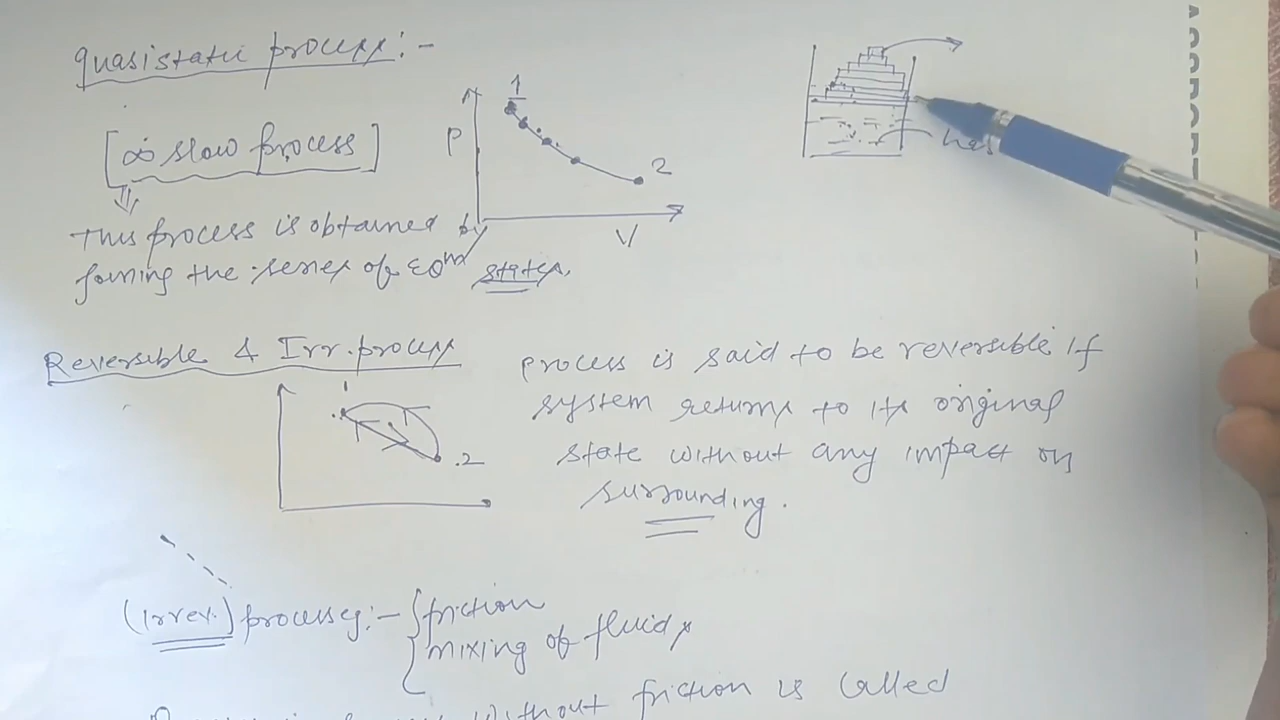 Quasistatic process:-
[∞ slow process]
1
P
2
V
This process is obtained by
forming the series of EQm states.
Reversible & Irr. process
1
.2
process is said to be reversible if
system returns to its original
state without any impact on
surrounding.
(Irrev.) processes:- { friction
mixing of fluids
without friction is called